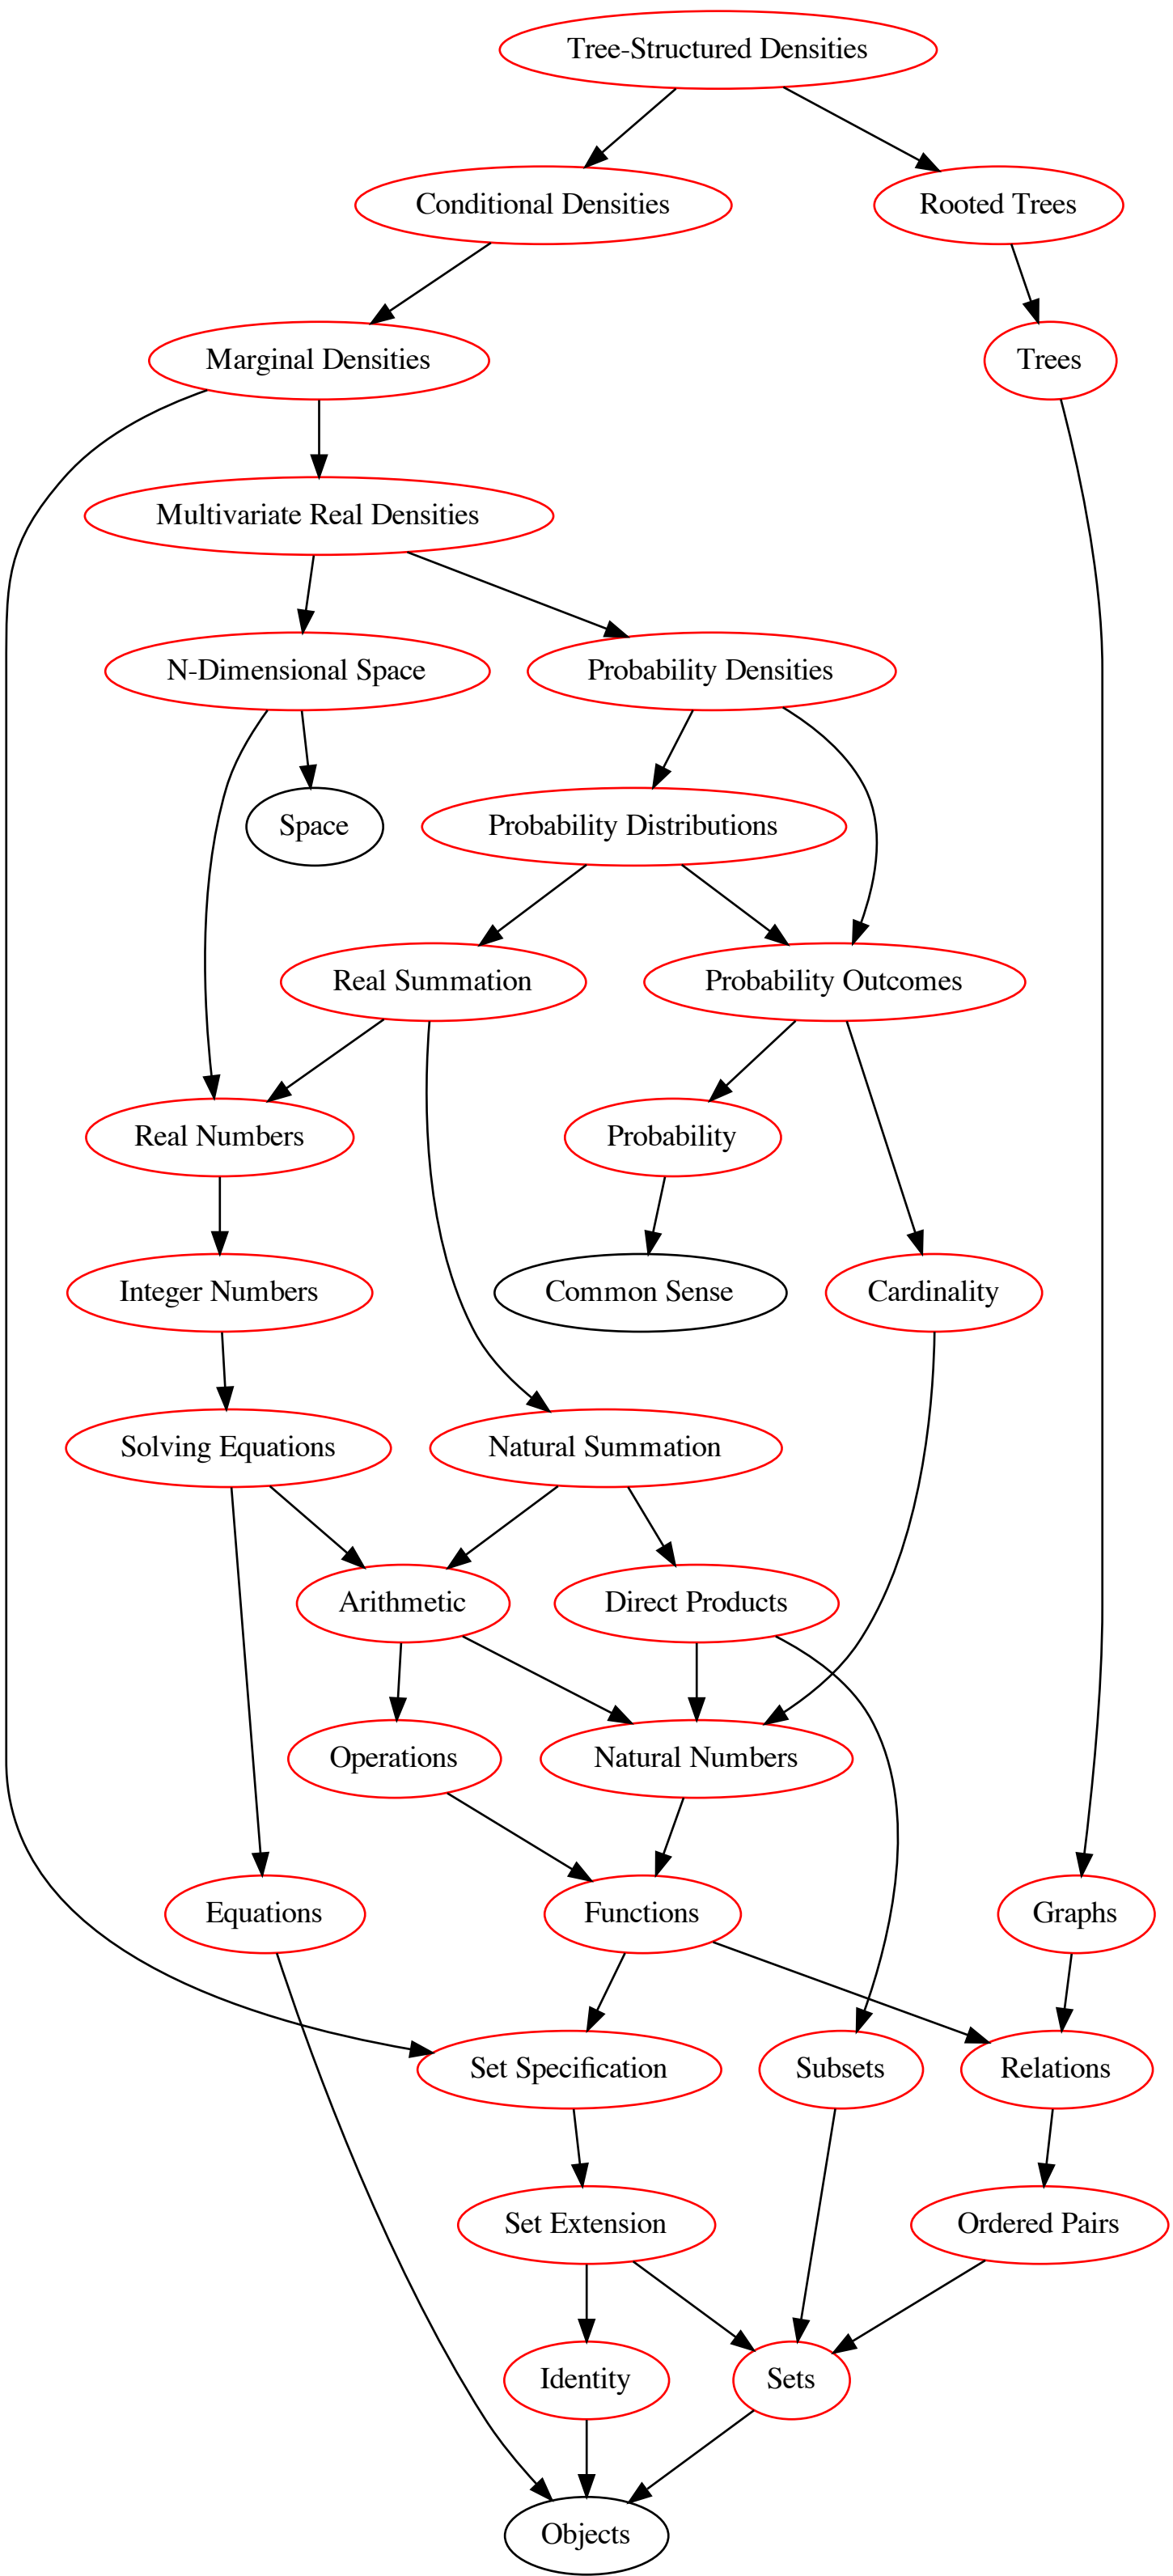 Tree-Structured Densities
Conditional Densities
Rooted Trees
Marginal Densities
Trees
Multivariate Real Densities
N-Dimensional Space
Probability Densities
Space
Probability Distributions
Real Summation
Probability Outcomes
Real Numbers
Probability
Integer Numbers
Common Sense
Cardinality
Solving Equations
Natural Summation
Arithmetic
Direct Products
Operations
Natural Numbers
Equations
Functions
Graphs
Set Specification
Subsets
Relations
Set Extension
Ordered Pairs
Identity
Sets
Objects